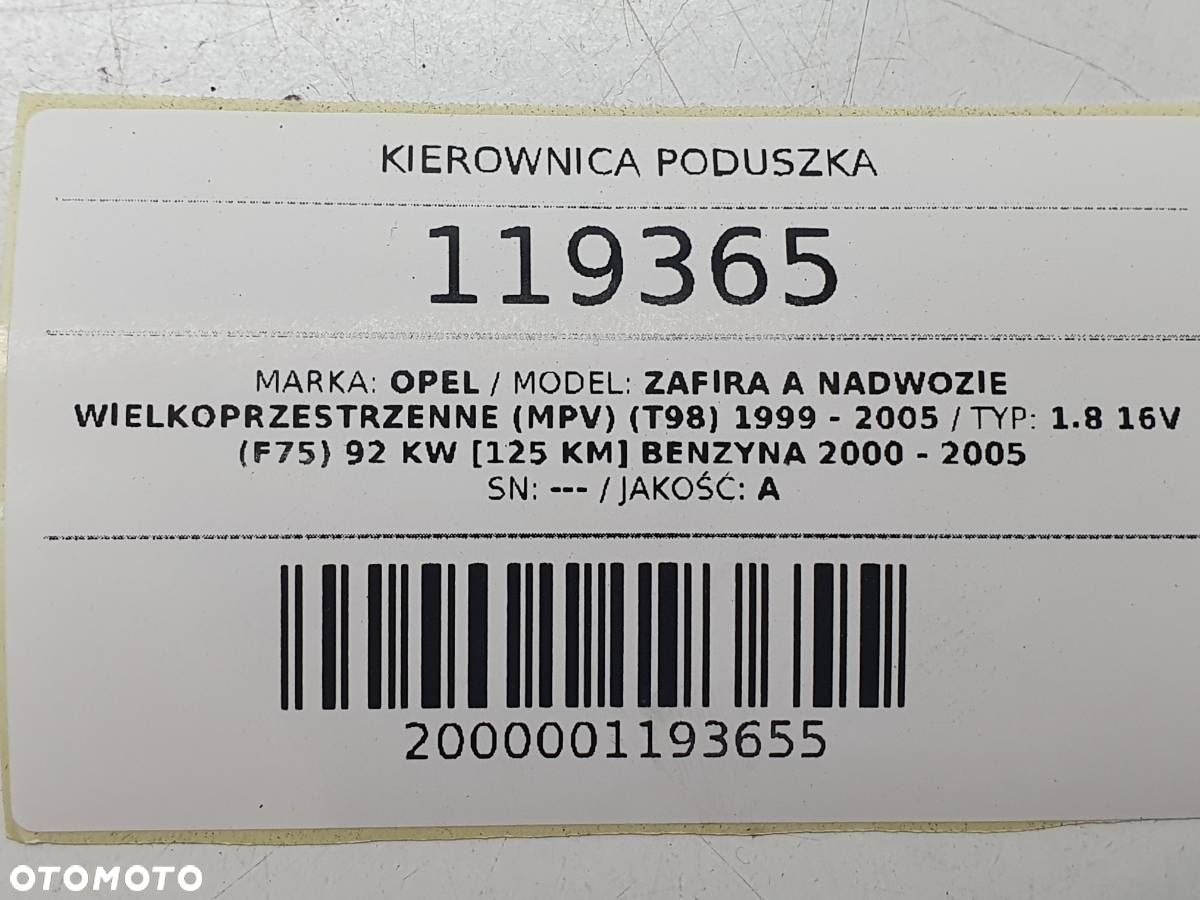 KIEROWNICA PODUSZKA
119365
MARKA: OPEL / MODEL: ZAFIRA A NADWOZIE
WIELKOPRZESTRZENNE (MPV) (T98) 1999 - 2005 / TYP: 1.8 16V
(F75) 92 KW [125 KM] BENZYNA 2000 - 2005
SN: --- / JAKOŚĆ: A
2000001193655
OTOMOTO